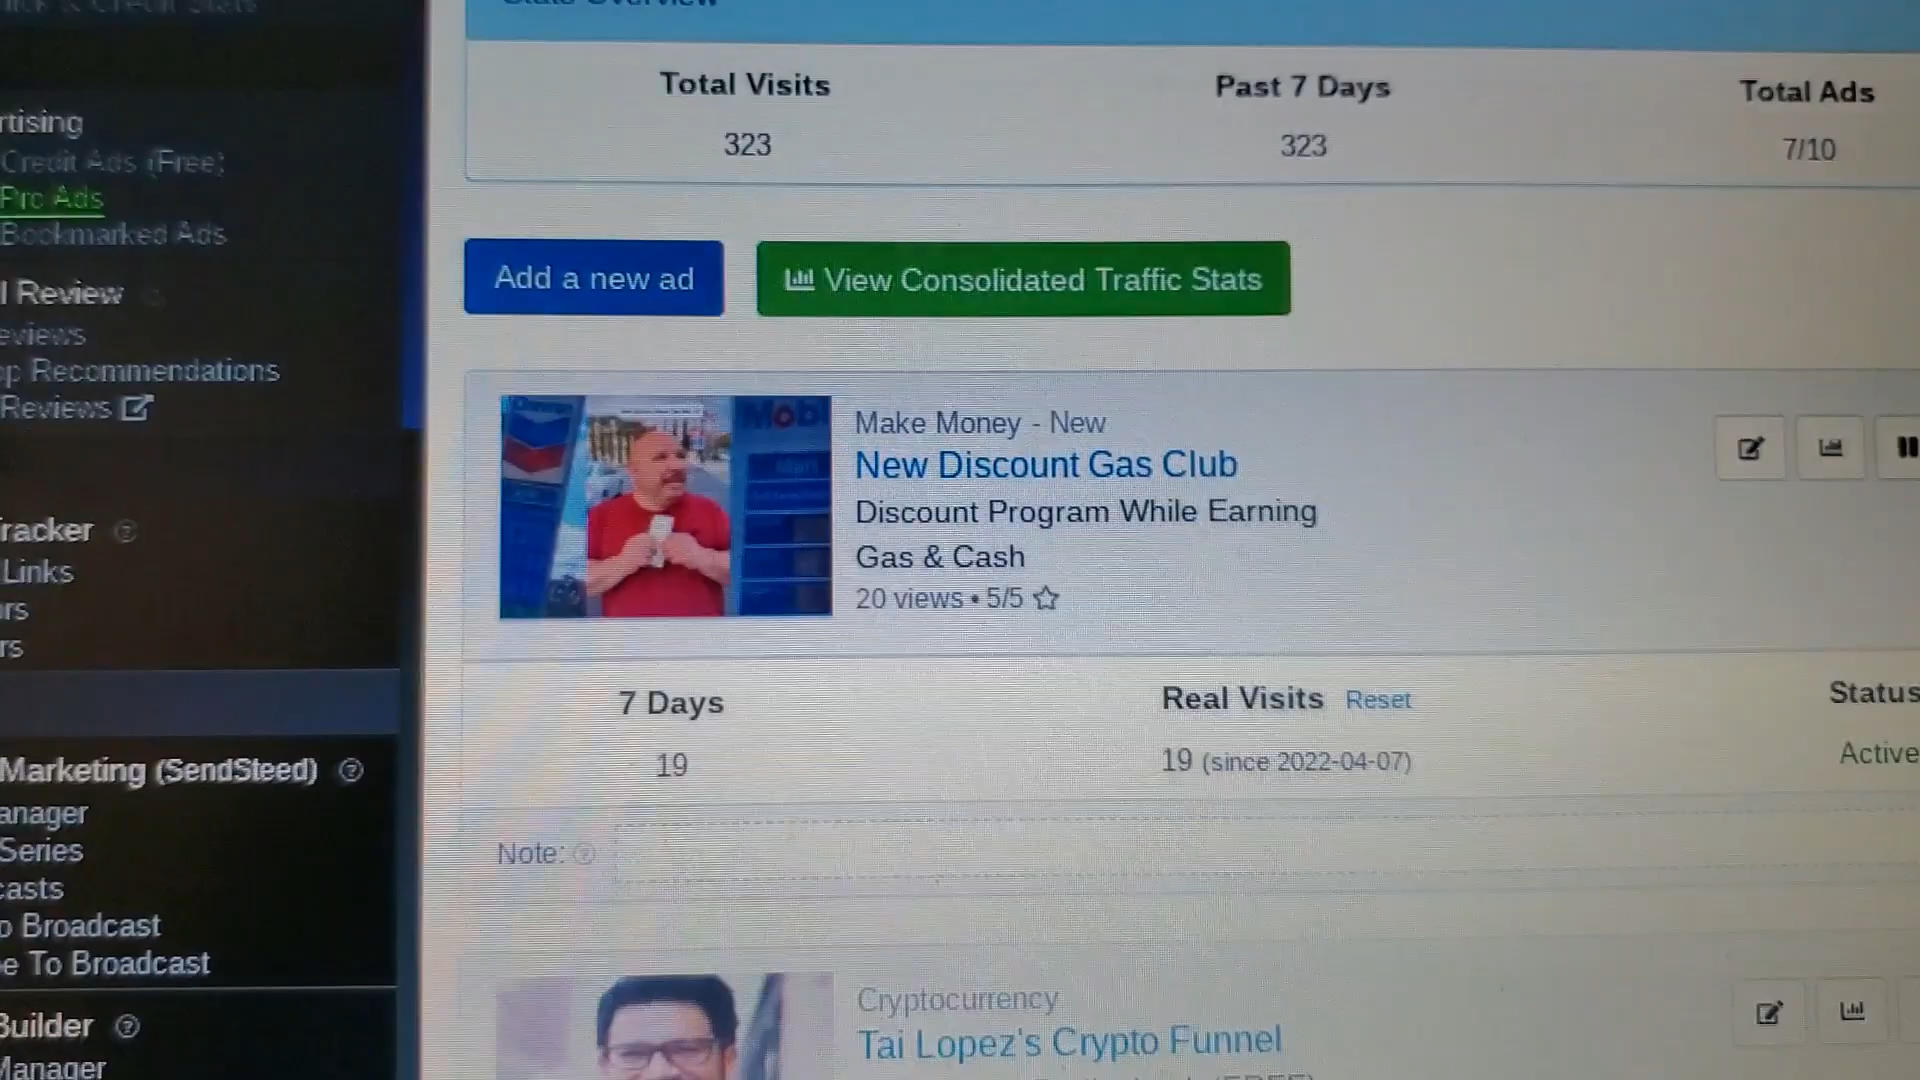 Stats Overview
Total Visits
Past 7 Days
Total Ads
323
323
7/10
rtising
Credit Ads (Free)
Pro Ads
Bookmarked Ads
l Review
eviews
op Recommendations
Reviews
Add a new ad
View Consolidated Traffic Stats
Mobi
Make Money - New
New Discount Gas Club
Discount Program While Earning
Gas & Cash
20 views • 5/5
racker
Links
rs
rs
7 Days
Real Visits Reset
Status
19
19 (since 2022-04-07)
Active
Note:
Marketing (SendSteed)
anager
Series
casts
o Broadcast
e To Broadcast
Builder
Manager
Cryptocurrency
Tai Lopez's Crypto Funnel